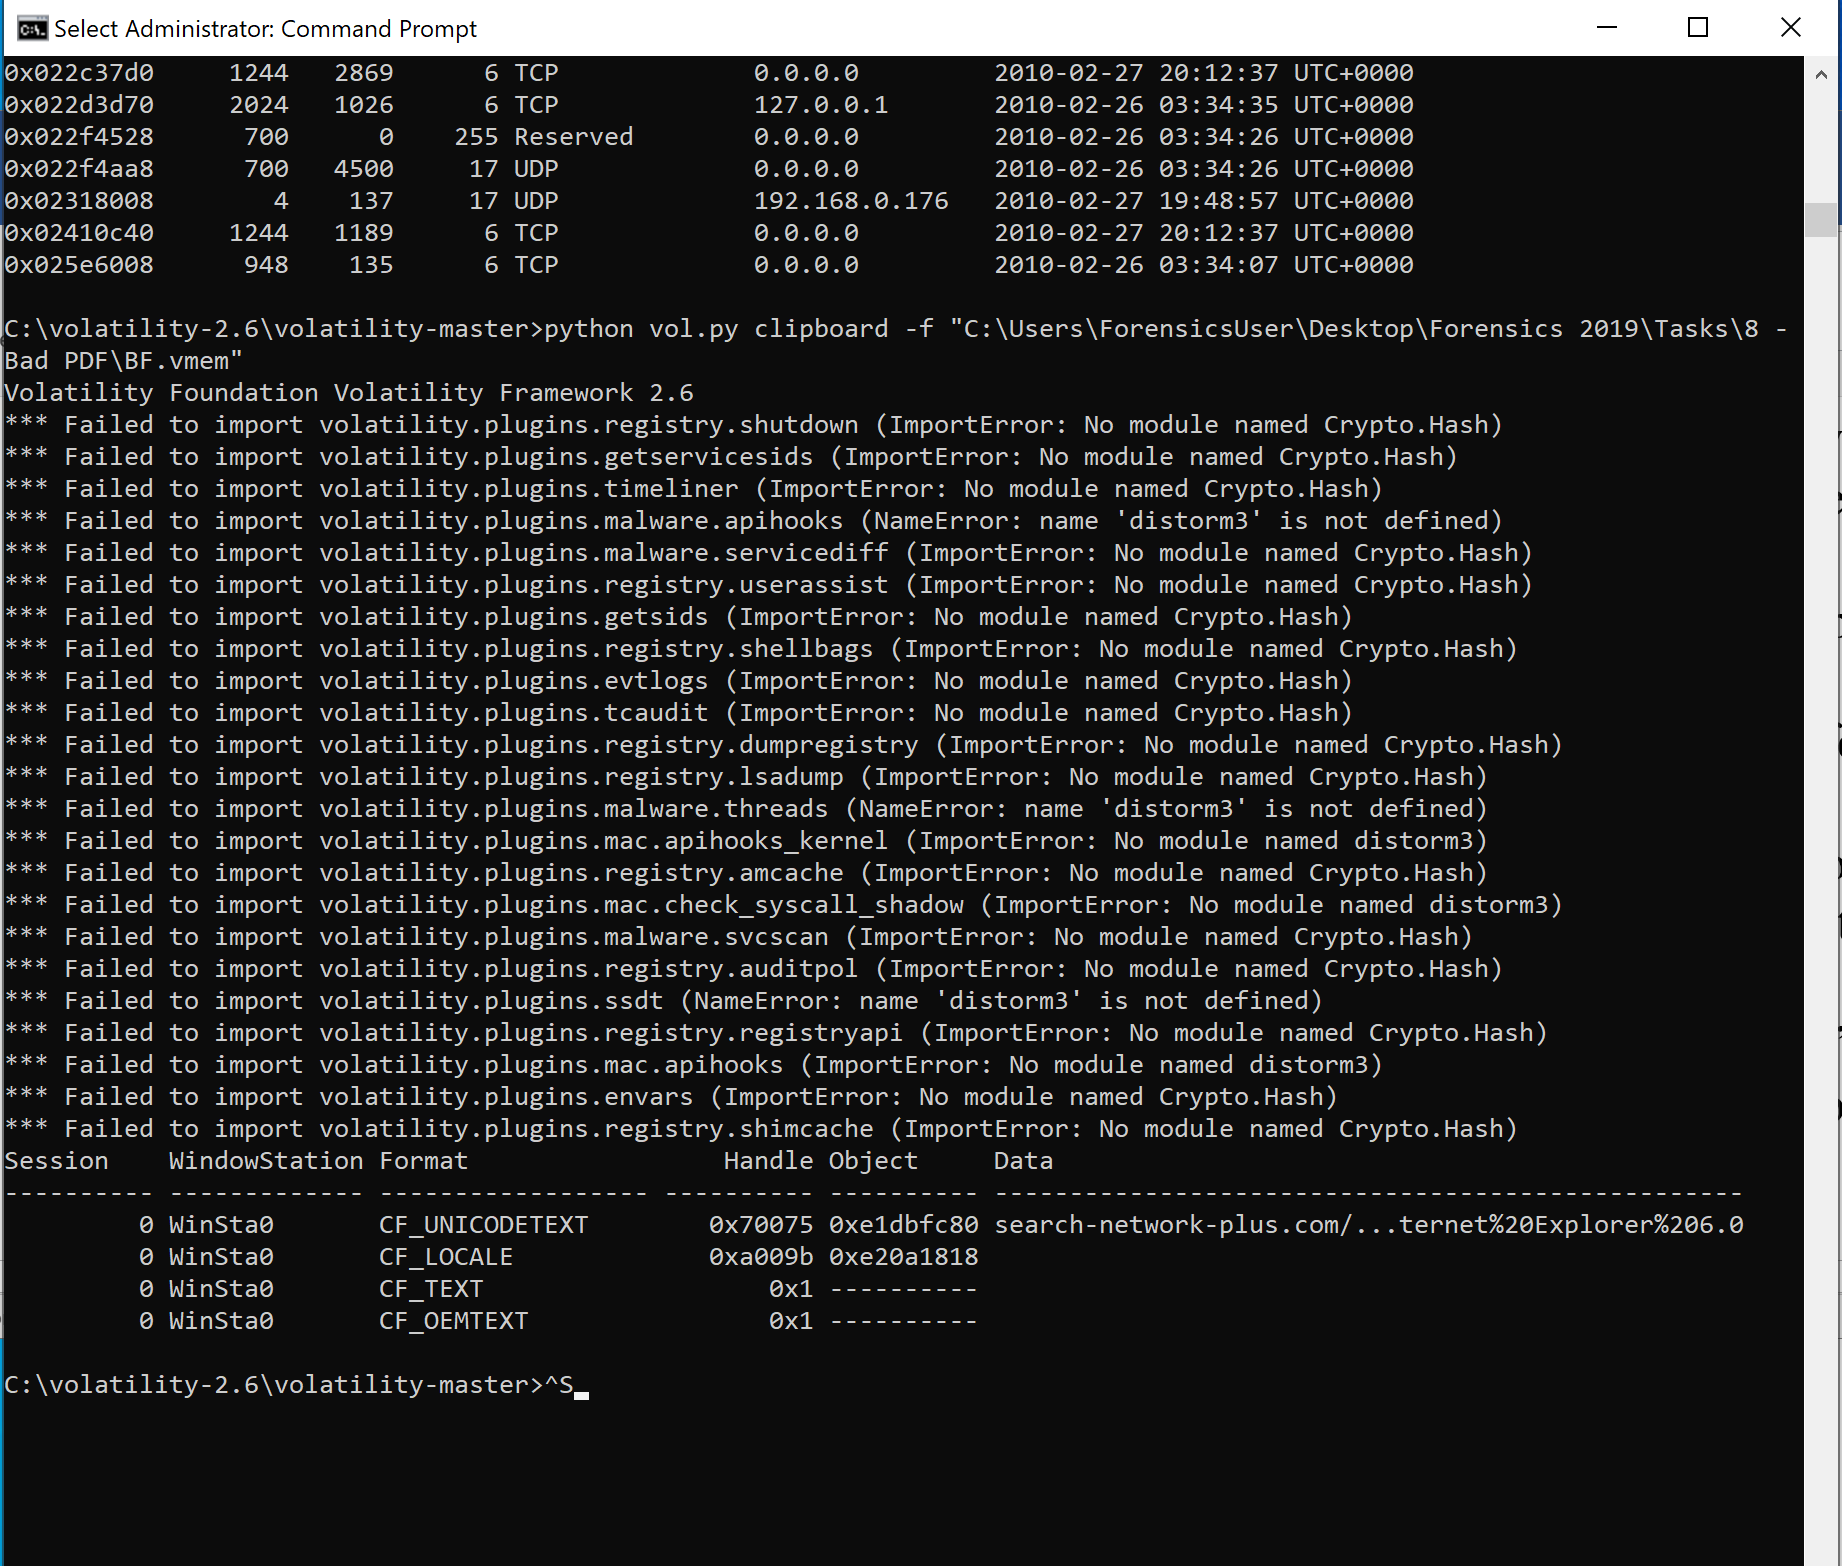 Select Administrator: Command Prompt
0x022c37d0     1244   2869      6 TCP             0.0.0.0         2010-02-27 20:12:37 UTC+0000
0x022d3d70     2024   1026      6 TCP             127.0.0.1       2010-02-26 03:34:35 UTC+0000
0x022f4528      700      0    255 Reserved        0.0.0.0         2010-02-26 03:34:26 UTC+0000
0x022f4aa8      700   4500     17 UDP             0.0.0.0         2010-02-26 03:34:26 UTC+0000
0x02318008        4    137     17 UDP             192.168.0.176   2010-02-27 19:48:57 UTC+0000
0x02410c40     1244   1189      6 TCP             0.0.0.0         2010-02-27 20:12:37 UTC+0000
0x025e6008      948    135      6 TCP             0.0.0.0         2010-02-26 03:34:07 UTC+0000
C:\volatility-2.6\volatility-master>python vol.py clipboard -f "C:\Users\ForensicsUser\Desktop\Forensics 2019\Tasks\8 -
Bad PDF\BF.vmem"
Volatility Foundation Volatility Framework 2.6
*** Failed to import volatility.plugins.registry.shutdown (ImportError: No module named Crypto.Hash)
*** Failed to import volatility.plugins.getservicesids (ImportError: No module named Crypto.Hash)
*** Failed to import volatility.plugins.timeliner (ImportError: No module named Crypto.Hash)
*** Failed to import volatility.plugins.malware.apihooks (NameError: name 'distorm3' is not defined)
*** Failed to import volatility.plugins.malware.servicediff (ImportError: No module named Crypto.Hash)
*** Failed to import volatility.plugins.registry.userassist (ImportError: No module named Crypto.Hash)
*** Failed to import volatility.plugins.getsids (ImportError: No module named Crypto.Hash)
*** Failed to import volatility.plugins.registry.shellbags (ImportError: No module named Crypto.Hash)
*** Failed to import volatility.plugins.evtlogs (ImportError: No module named Crypto.Hash)
*** Failed to import volatility.plugins.tcaudit (ImportError: No module named Crypto.Hash)
*** Failed to import volatility.plugins.registry.dumpregistry (ImportError: No module named Crypto.Hash)
*** Failed to import volatility.plugins.registry.lsadump (ImportError: No module named Crypto.Hash)
*** Failed to import volatility.plugins.malware.threads (NameError: name 'distorm3' is not defined)
*** Failed to import volatility.plugins.mac.apihooks_kernel (ImportError: No module named distorm3)
*** Failed to import volatility.plugins.registry.amcache (ImportError: No module named Crypto.Hash)
*** Failed to import volatility.plugins.mac.check_syscall_shadow (ImportError: No module named distorm3)
*** Failed to import volatility.plugins.malware.svcscan (ImportError: No module named Crypto.Hash)
*** Failed to import volatility.plugins.registry.auditpol (ImportError: No module named Crypto.Hash)
*** Failed to import volatility.plugins.ssdt (NameError: name 'distorm3' is not defined)
*** Failed to import volatility.plugins.registry.registryapi (ImportError: No module named Crypto.Hash)
*** Failed to import volatility.plugins.mac.apihooks (ImportError: No module named distorm3)
*** Failed to import volatility.plugins.envars (ImportError: No module named Crypto.Hash)
*** Failed to import volatility.plugins.registry.shimcache (ImportError: No module named Crypto.Hash)
Session    WindowStation Format                 Handle Object     Data
---------- ------------- ------------------ ---------- ---------- --------------------------------------------------
         0 WinSta0       CF_UNICODETEXT        0x70075 0xe1dbfc80 search-network-plus.com/...ternet%20Explorer%206.0
         0 WinSta0       CF_LOCALE             0xa009b 0xe20a1818
         0 WinSta0       CF_TEXT                   0x1 ----------
         0 WinSta0       CF_OEMTEXT                0x1 ----------
C:\volatility-2.6\volatility-master>^S